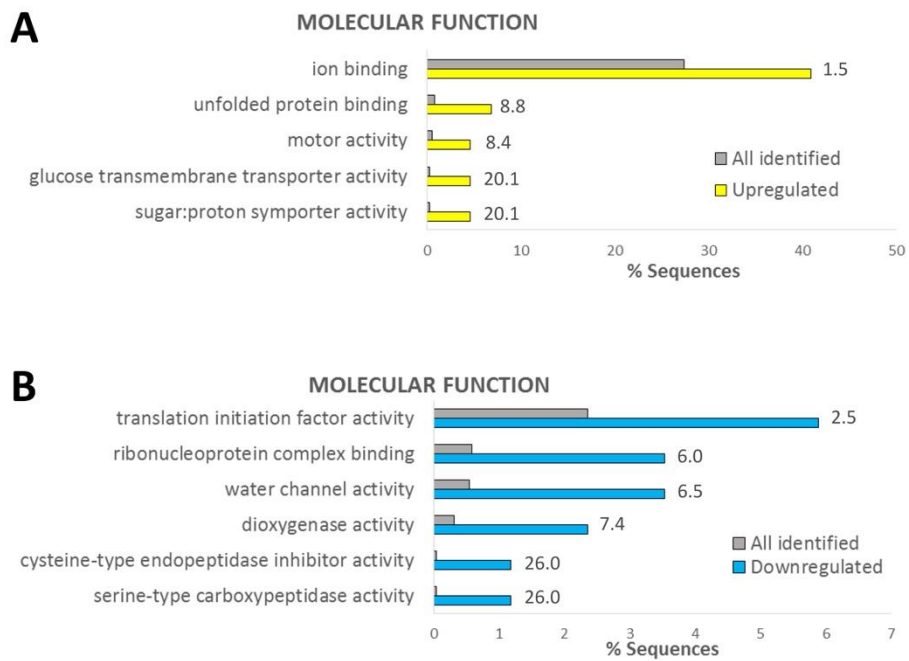 A
MOLECULAR FUNCTION
ion binding
1.5
unfolded protein binding
8.8
motor activity
8.4
glucose transmembrane transporter activity
20.1
sugar:proton symporter activity
20.1
All identified
Upregulated
0 10 20 30 40 50
% Sequences
B
MOLECULAR FUNCTION
translation initiation factor activity
2.5
ribonucleoprotein complex binding
6.0
water channel activity
6.5
dioxygenase activity
7.4
cysteine-type endopeptidase inhibitor activity
26.0
serine-type carboxypeptidase activity
26.0
All identified
Downregulated
0 1 2 3 4 5 6 7
% Sequences